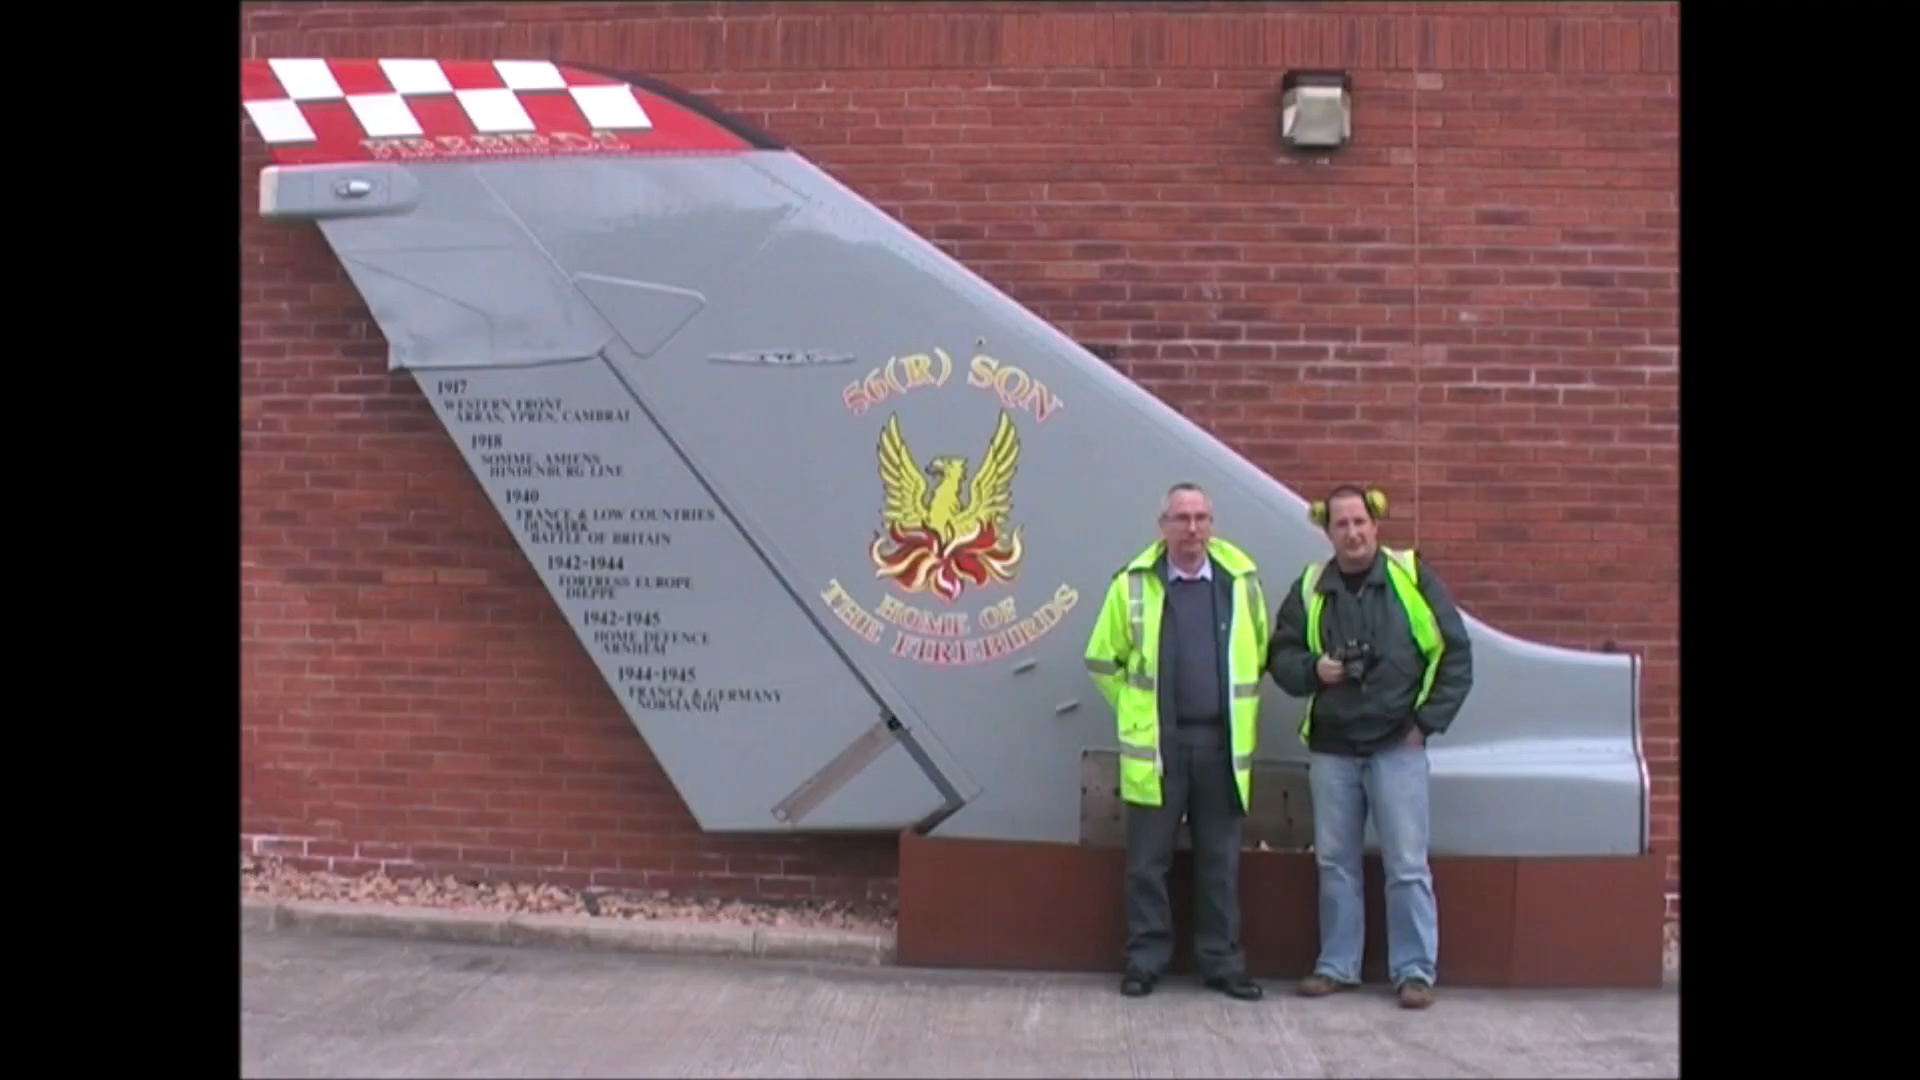 FIREBIRDS
56(R) SQN
HOME OF
THE FIREBIRDS
1917
WESTERN FRONT
ARRAS, YPRES, CAMBRAI
1918
SOMME, AMIENS
HINDENBURG LINE
1940
FRANCE & LOW COUNTRIES
DUNKIRK
BATTLE OF BRITAIN
1942-1944
FORTRESS EUROPE
DIEPPE
1942-1945
HOME DEFENCE
ARNHEM
1944-1945
FRANCE & GERMANY
NORMANDY